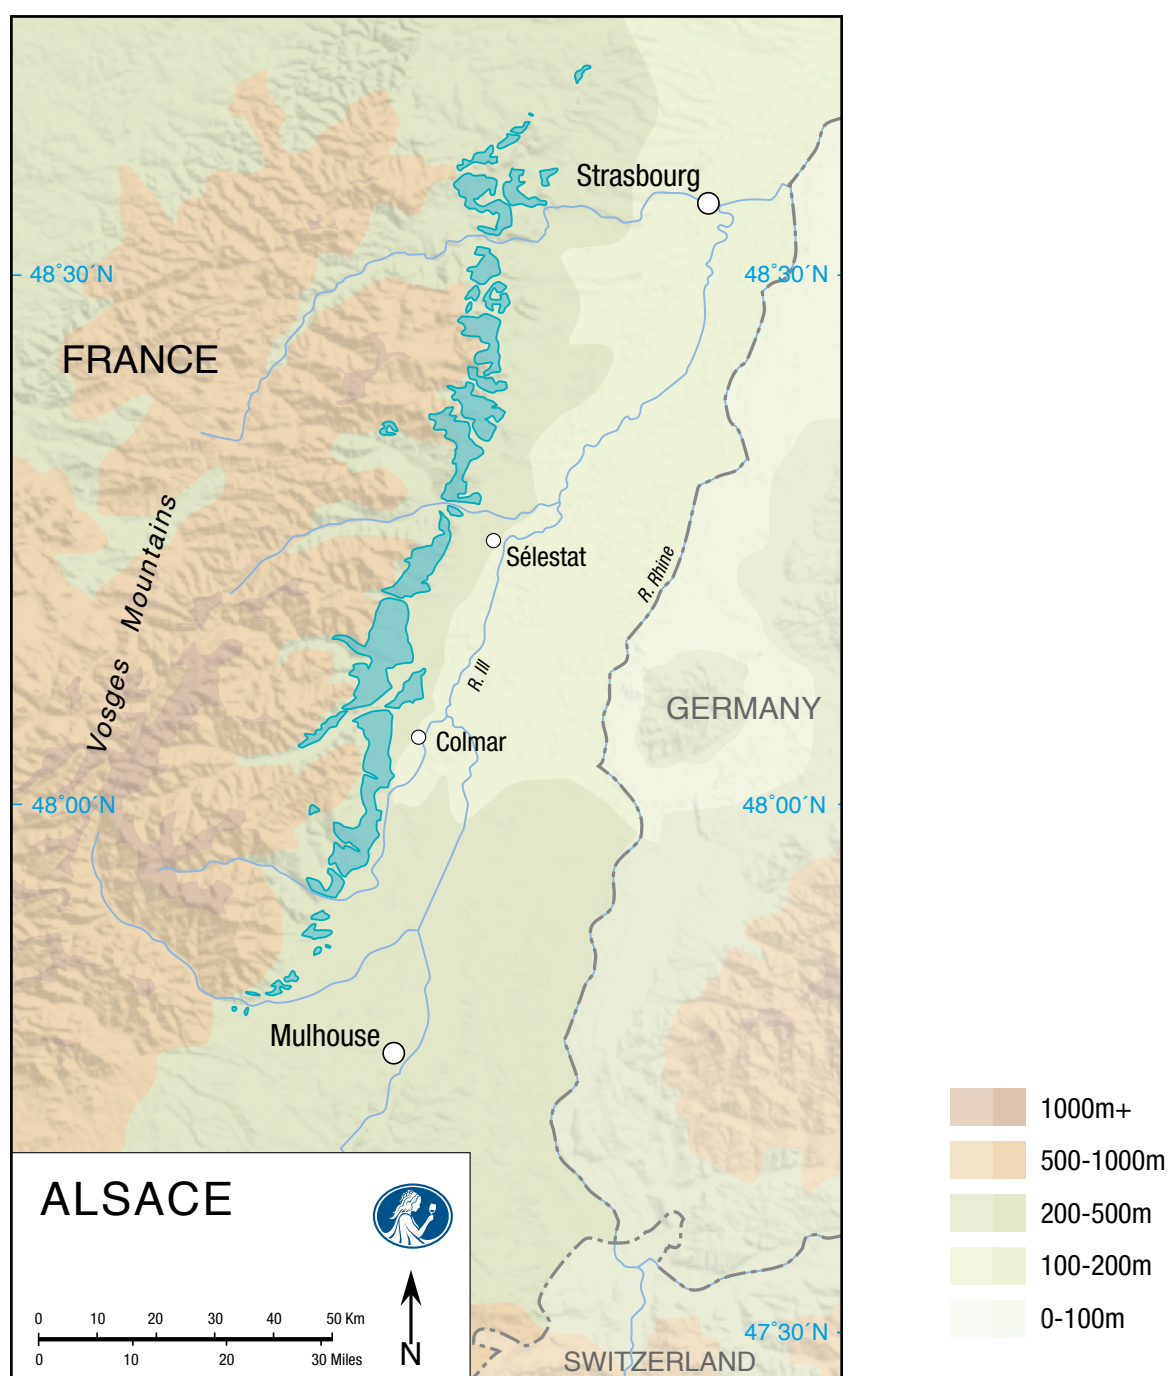 Strasbourg
48˚30´N
48˚30´N
FRANCE
Vosges Mountains
Sélestat
R. Rhine
R. Ill
GERMANY
Colmar
48˚00´N
48˚00´N
Mulhouse
1000m+
500-1000m
200-500m
100-200m
0-100m
ALSACE
0 10 20 30 40 50 Km
0 10 20 30 Miles
N
47˚30´N
SWITZERLAND